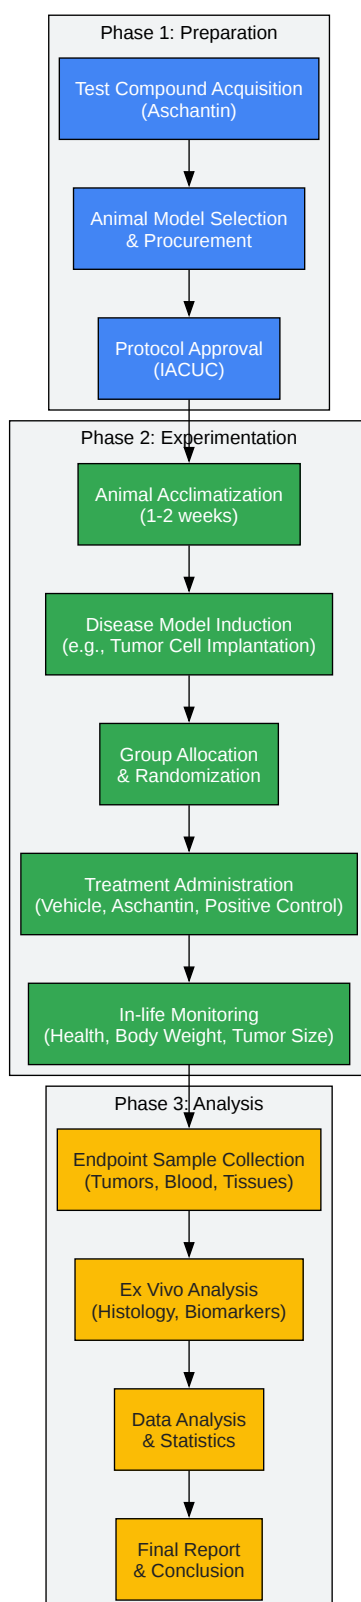 Phase 1: Preparation
Test Compound Acquisition
(Aschantin)
Animal Model Selection
& Procurement
Protocol Approval
(IACUC)
Phase 2: Experimentation
Animal Acclimatization
(1-2 weeks)
Disease Model Induction
(e.g., Tumor Cell Implantation)
Group Allocation
& Randomization
Treatment Administration
(Vehicle, Aschantin, Positive Control)
In-life Monitoring
(Health, Body Weight, Tumor Size)
Phase 3: Analysis
Endpoint Sample Collection
(Tumors, Blood, Tissues)
Ex Vivo Analysis
(Histology, Biomarkers)
Data Analysis
& Statistics
Final Report
& Conclusion